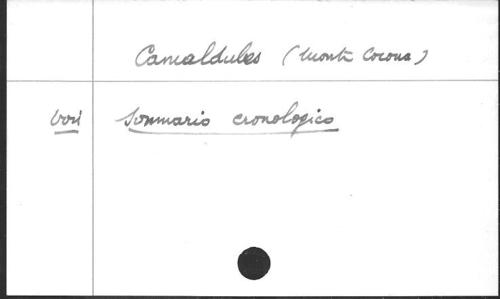 Camaldules (Monte Corona)
voir Sommario cronologico